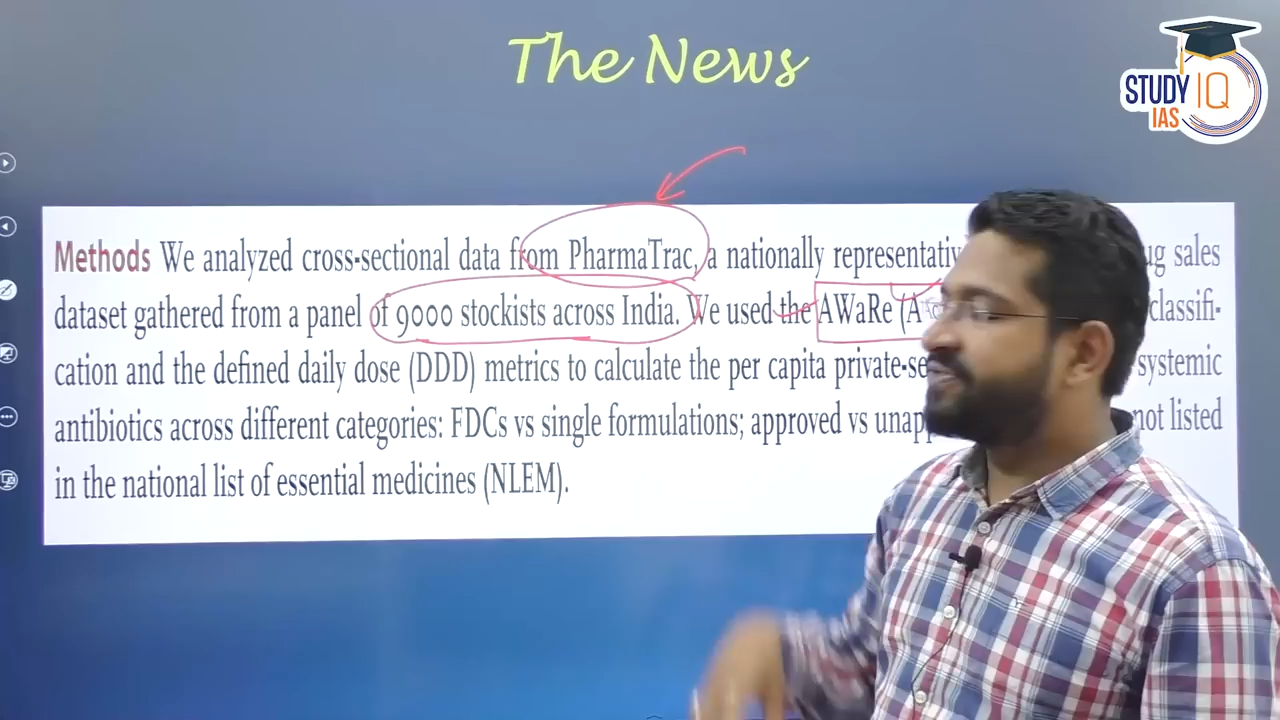 The News
STUDY IQ
IAS
Methods We analyzed cross-sectional data from PharmaTrac, a nationally representativ ug sales
dataset gathered from a panel of 9000 stockists across India. We used the AWaRe (A classifi-
cation and the defined daily dose (DDD) metrics to calculate the per capita private-se systemic
antibiotics across different categories: FDCs vs single formulations; approved vs unap not listed
in the national list of essential medicines (NLEM).